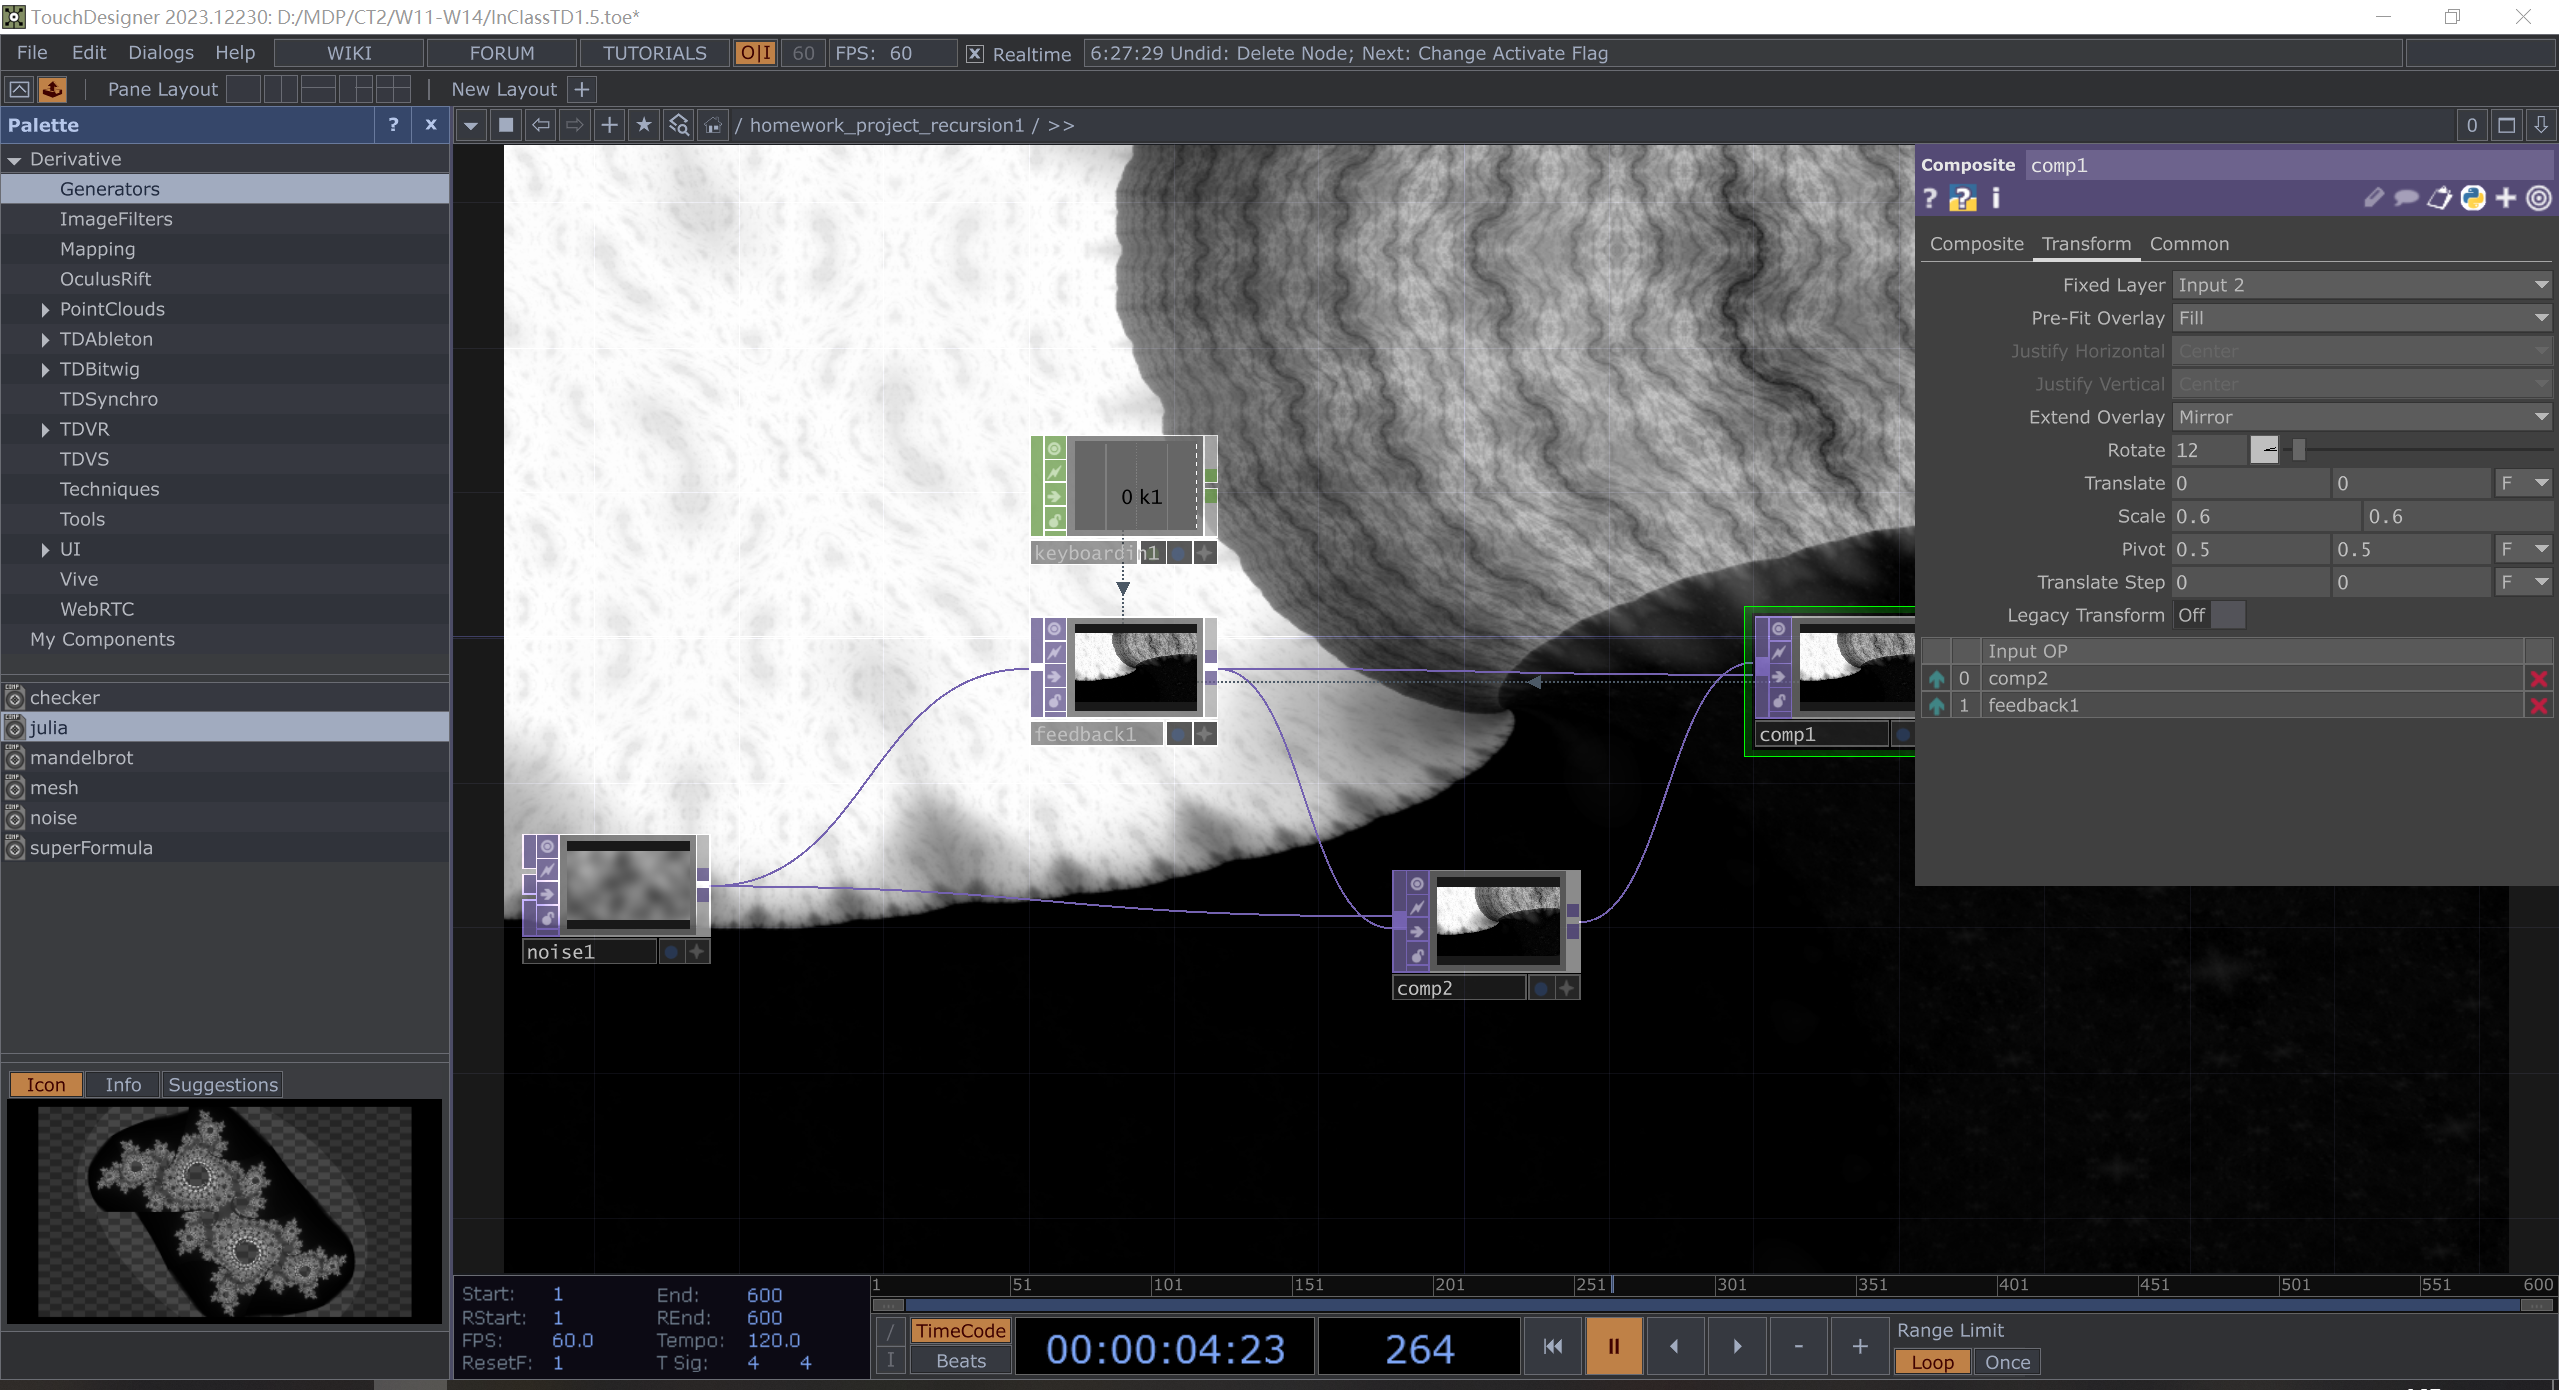 TouchDesigner 2023.12230: D:/MDP/CT2/W11-W14/InClassTD1.5.toe*
File Edit Dialogs Help WIKI FORUM TUTORIALS O|I 60 FPS: 60 Realtime 6:27:29 Undid: Delete Node; Next: Change Activate Flag
Pane Layout New Layout +
Palette ? x / homework_project_recursion1 / >> 0
Derivative
Generators
ImageFilters
Mapping
OculusRift
PointClouds
TDAbleton
TDBitwig
TDSynchro
TDVR
TDVS
Techniques
Tools
UI
Vive
WebRTC
My Components
checker
julia
mandelbrot
mesh
noise
superFormula
Icon Info Suggestions
0 k1
keyboardin1
feedback1
noise1
comp2
comp1
Composite comp1
Composite Transform Common
Fixed Layer Input 2
Pre-Fit Overlay Fill
Justify Horizontal Center
Justify Vertical Center
Extend Overlay Mirror
Rotate 12
Translate 0 0 F
Scale 0.6 0.6
Pivot 0.5 0.5 F
Translate Step 0 0 F
Legacy Transform Off
Input OP
0 comp2
1 feedback1
Start: 1 End: 600
RStart: 1 REnd: 600
FPS: 60.0 Tempo: 120.0
ResetF: 1 T Sig: 4 4
1 51 101 151 201 251 301 351 401 451 501 551 600
/ TimeCode
I Beats
00:00:04:23 264
- +
Range Limit
Loop Once